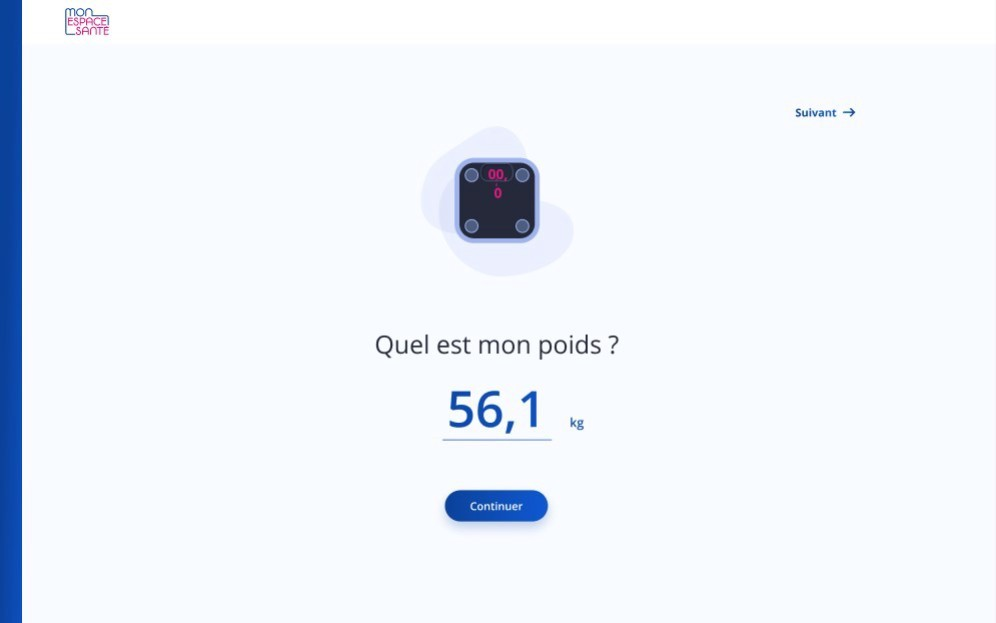 MON
ESPACE
SANTÉ
Suivant →
00,
0
Quel est mon poids ?
56,1 kg
Continuer